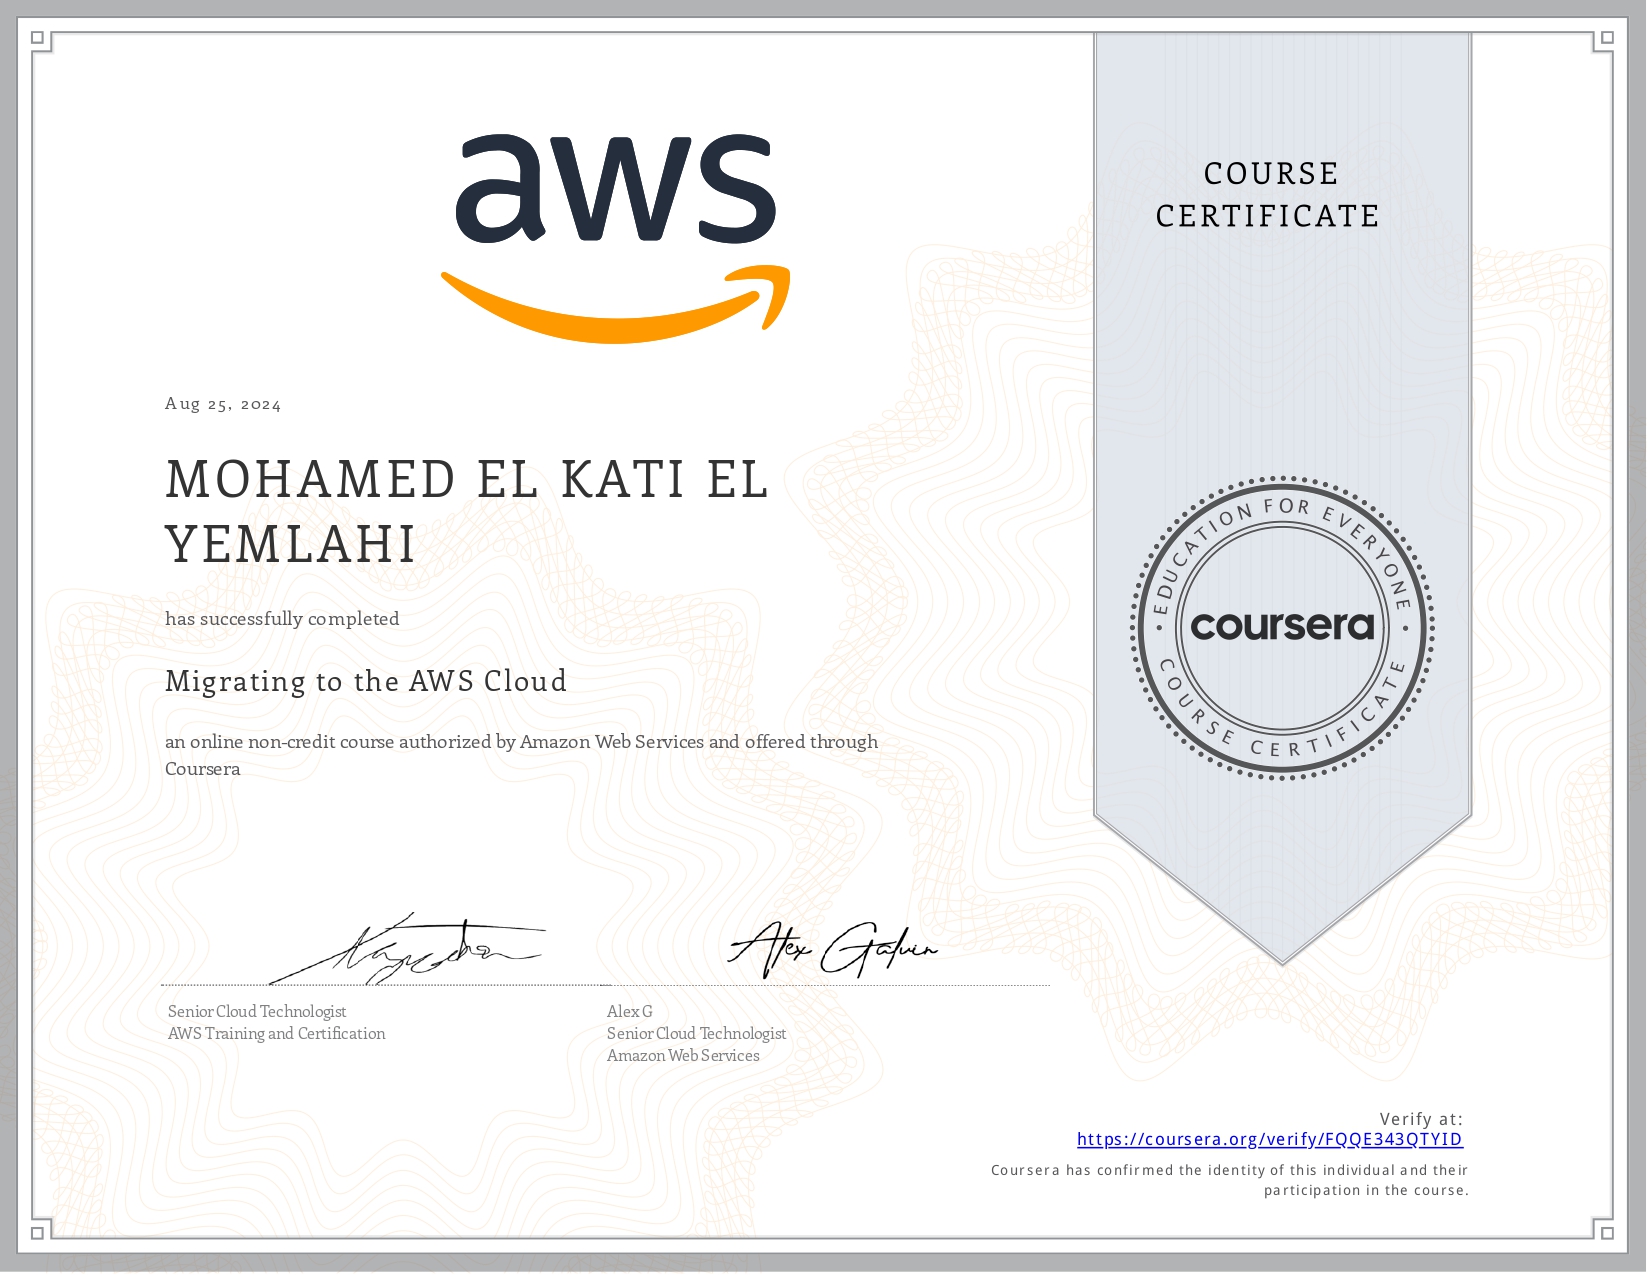 aws
COURSE
CERTIFICATE
Aug 25, 2024
MOHAMED EL KATI EL
YEMLAHI
has successfully completed
Migrating to the AWS Cloud
an online non-credit course authorized by Amazon Web Services and offered through
Coursera
EDUCATION FOR EVERYONE
coursera
COURSE CERTIFICATE
Alex Galvin
Senior Cloud Technologist
AWS Training and Certification
Alex G
Senior Cloud Technologist
Amazon Web Services
Verify at:
https://coursera.org/verify/FQQE343QTYID
Coursera has confirmed the identity of this individual and their
participation in the course.